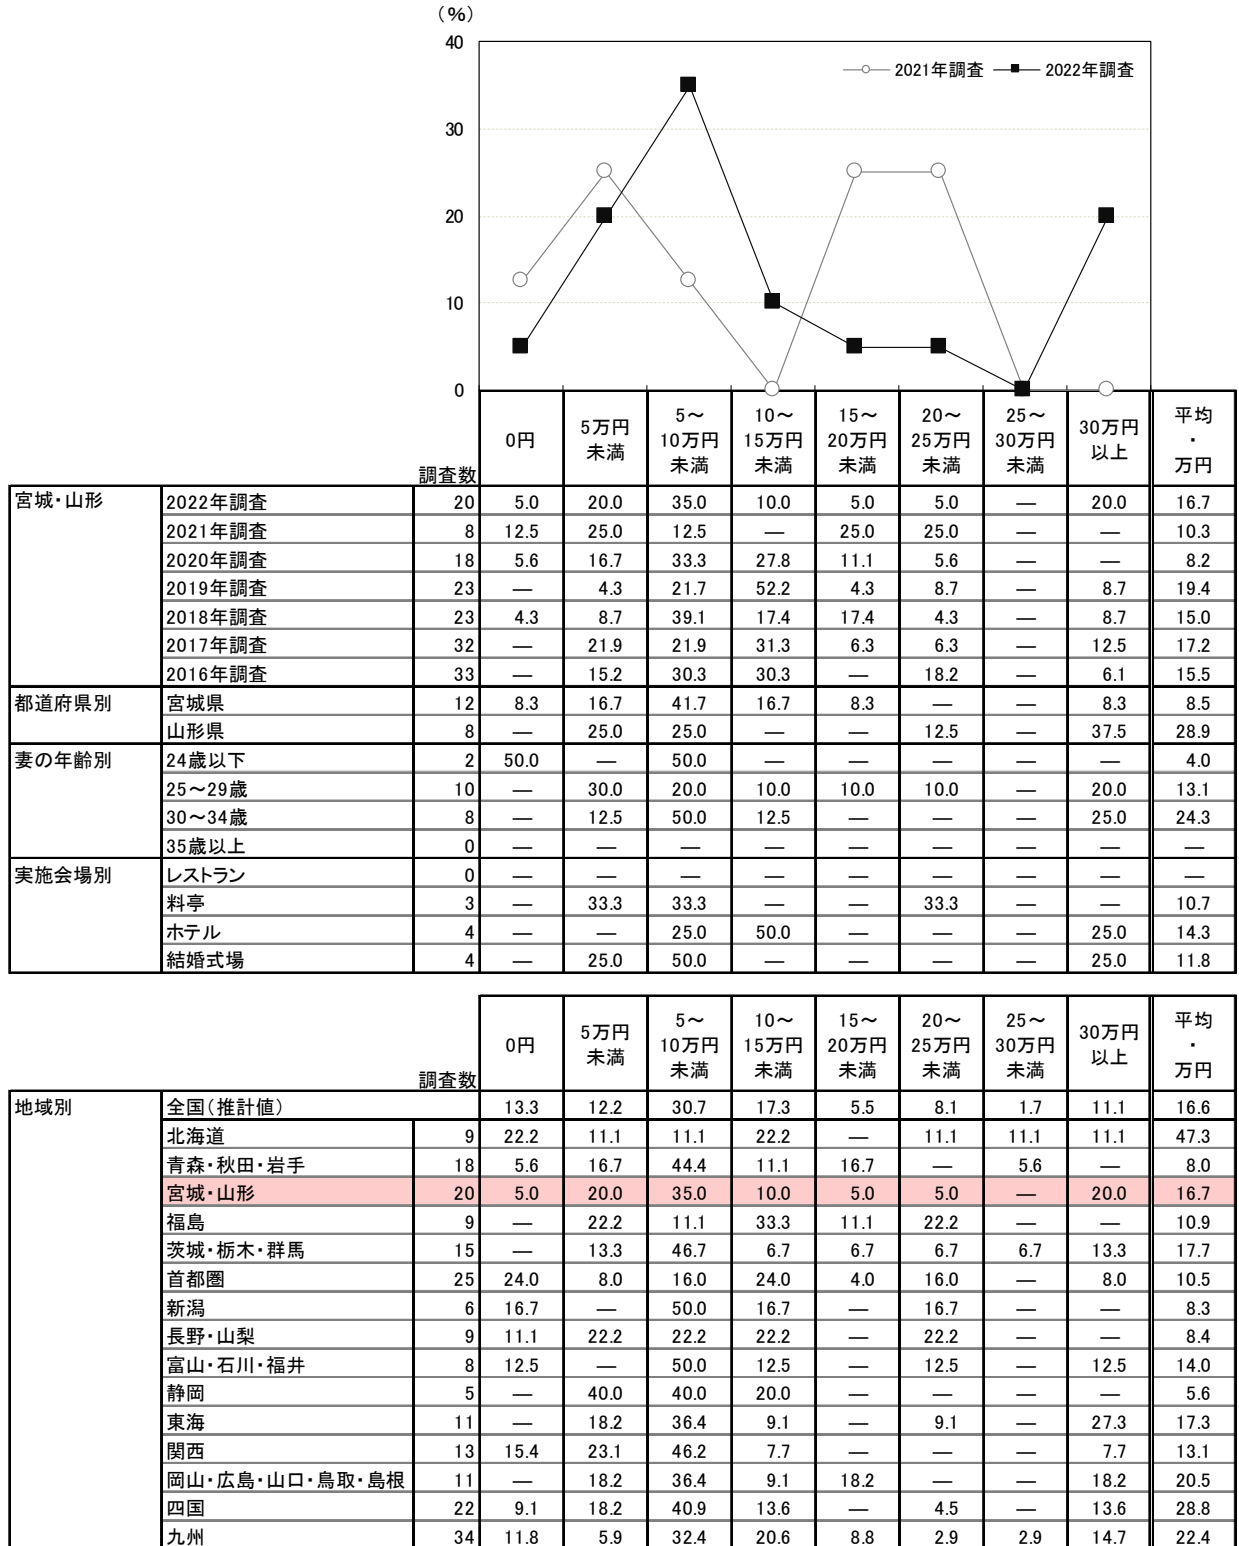 （%）
40
30
20
10
0
2021年調査 2022年調査
調査数 0円 5万円未満 5～10万円未満 10～15万円未満 15～20万円未満 20～25万円未満 25～30万円未満 30万円以上 平均・万円
宮城・山形 2022年調査 20 5.0 20.0 35.0 10.0 5.0 5.0 — 20.0 16.7
2021年調査 8 12.5 25.0 12.5 — 25.0 25.0 — — 10.3
2020年調査 18 5.6 16.7 33.3 27.8 11.1 5.6 — — 8.2
2019年調査 23 — 4.3 21.7 52.2 4.3 8.7 — 8.7 19.4
2018年調査 23 4.3 8.7 39.1 17.4 17.4 4.3 — 8.7 15.0
2017年調査 32 — 21.9 21.9 31.3 6.3 6.3 — 12.5 17.2
2016年調査 33 — 15.2 30.3 30.3 — 18.2 — 6.1 15.5
都道府県別 宮城県 12 8.3 16.7 41.7 16.7 8.3 — — 8.3 8.5
山形県 8 — 25.0 25.0 — — 12.5 — 37.5 28.9
妻の年齢別 24歳以下 2 50.0 — 50.0 — — — — — 4.0
25～29歳 10 — 30.0 20.0 10.0 10.0 10.0 — 20.0 13.1
30～34歳 8 — 12.5 50.0 12.5 — — — 25.0 24.3
35歳以上 0 — — — — — — — — —
実施会場別 レストラン 0 — — — — — — — — —
料亭 3 — 33.3 33.3 — — 33.3 — — 10.7
ホテル 4 — — 25.0 50.0 — — — 25.0 14.3
結婚式場 4 — 25.0 50.0 — — — — 25.0 11.8
調査数 0円 5万円未満 5～10万円未満 10～15万円未満 15～20万円未満 20～25万円未満 25～30万円未満 30万円以上 平均・万円
地域別 全国（推計値） 13.3 12.2 30.7 17.3 5.5 8.1 1.7 11.1 16.6
北海道 9 22.2 11.1 11.1 22.2 — 11.1 11.1 11.1 47.3
青森・秋田・岩手 18 5.6 16.7 44.4 11.1 16.7 — 5.6 — 8.0
宮城・山形 20 5.0 20.0 35.0 10.0 5.0 5.0 — 20.0 16.7
福島 9 — 22.2 11.1 33.3 11.1 22.2 — — 10.9
茨城・栃木・群馬 15 — 13.3 46.7 6.7 6.7 6.7 6.7 13.3 17.7
首都圏 25 24.0 8.0 16.0 24.0 4.0 16.0 — 8.0 10.5
新潟 6 16.7 — 50.0 16.7 — 16.7 — — 8.3
長野・山梨 9 11.1 22.2 22.2 22.2 — 22.2 — — 8.4
富山・石川・福井 8 12.5 — 50.0 12.5 — 12.5 — 12.5 14.0
静岡 5 — 40.0 40.0 20.0 — — — — 5.6
東海 11 — 18.2 36.4 9.1 — 9.1 — 27.3 17.3
関西 13 15.4 23.1 46.2 7.7 — — — 7.7 13.1
岡山・広島・山口・鳥取・島根 11 — 18.2 36.4 9.1 18.2 — — 18.2 20.5
四国 22 9.1 18.2 40.9 13.6 — 4.5 — 13.6 28.8
九州 34 11.8 5.9 32.4 20.6 8.8 2.9 2.9 14.7 22.4